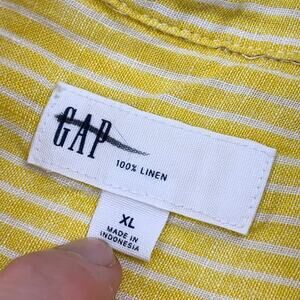 GAP
100% LINEN
XL
MADE IN
INDONESIA